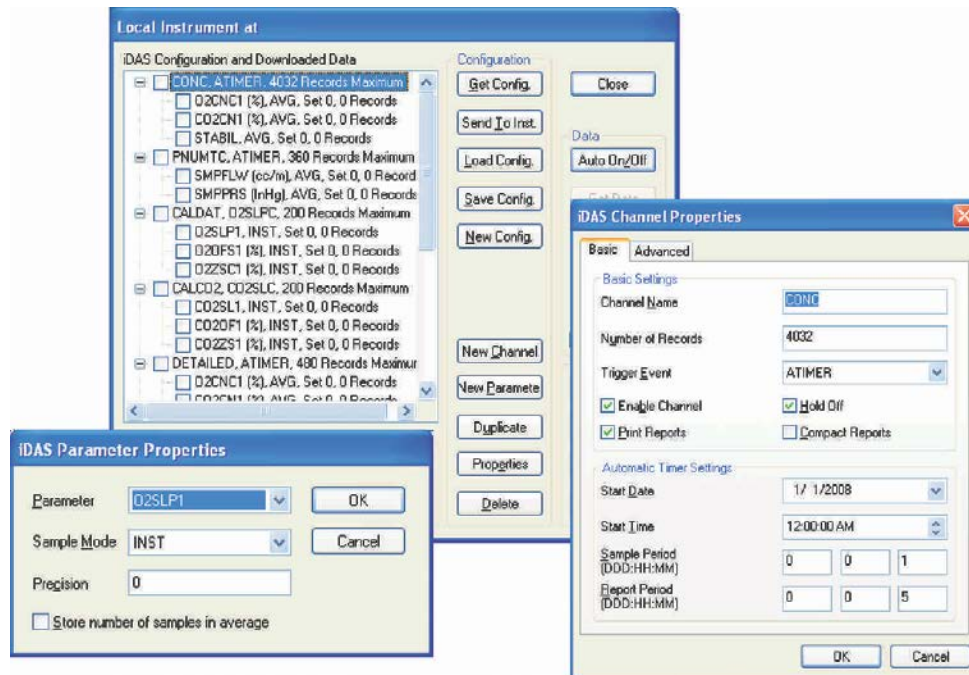 Local Instrument at
iDAS Configuration and Downloaded Data
CONC, ATIMER, 4032 Records Maximum
O2CNC1 (%), AVG, Set 0, 0 Records
CO2CN1 (%), AVG, Set 0, 0 Records
STABIL, AVG, Set 0, 0 Records
PNUMTC, ATIMER, 360 Records Maximum
SMPFLW (cc/m), AVG, Set 0, 0 Record
SMPPRS (InHg), AVG, Set 0, 0 Records
CALDAT, O2SLPC, 200 Records Maximum
O2SLP1, INST, Set 0, 0 Records
O2OFS1 (%), INST, Set 0, 0 Records
O2ZSC1 (%), INST, Set 0, 0 Records
CALCO2, CO2SLC, 200 Records Maximum
CO2SL1, INST, Set 0, 0 Records
CO2OF1 (%), INST, Set 0, 0 Records
CO2ZS1 (%), INST, Set 0, 0 Records
DETAILED, ATIMER, 480 Records Maximur
O2CNC1 (%), AVG, Set 0, 0 Records
CO2CN1 (%), AVG, Set 0, 0 Records
Configuration
Get Config.
Send To Inst.
Load Config.
Save Config.
New Config.
New Channel
New Paramete
Duplicate
Properties
Delete
Close
Data
Auto On/Off
Get Data
iDAS Parameter Properties
Parameter O2SLP1 OK
Sample Mode INST Cancel
Precision 0
Store number of samples in average
iDAS Channel Properties
Basic Advanced
Basic Settings
Channel Name CONC
Number of Records 4032
Trigger Event ATIMER
Enable Channel Hold Off
Print Reports Compact Reports
Automatic Timer Settings
Start Date 1/ 1/2008
Start Time 12:00:00 AM
Sample Period
(DDD:HH:MM) 0 0 1
Report Period
(DDD:HH:MM) 0 0 5
OK Cancel